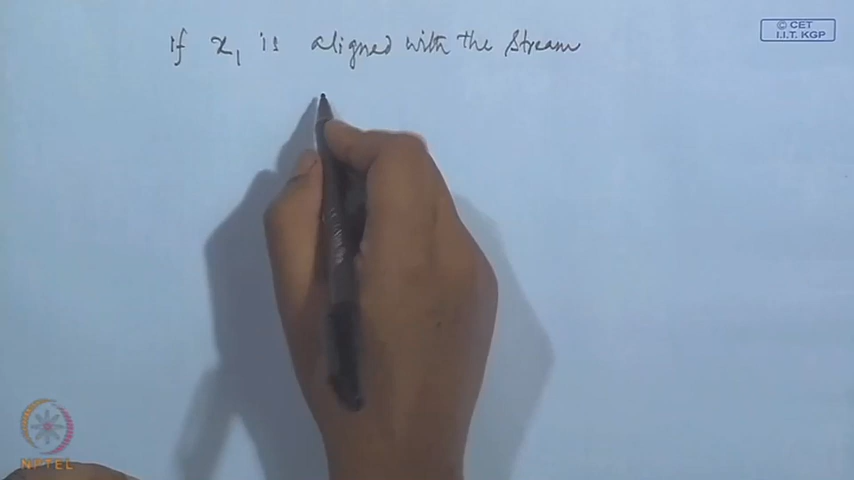 If x₁ is aligned with the Stream
© CET
I.I.T. KGP
NPTEL